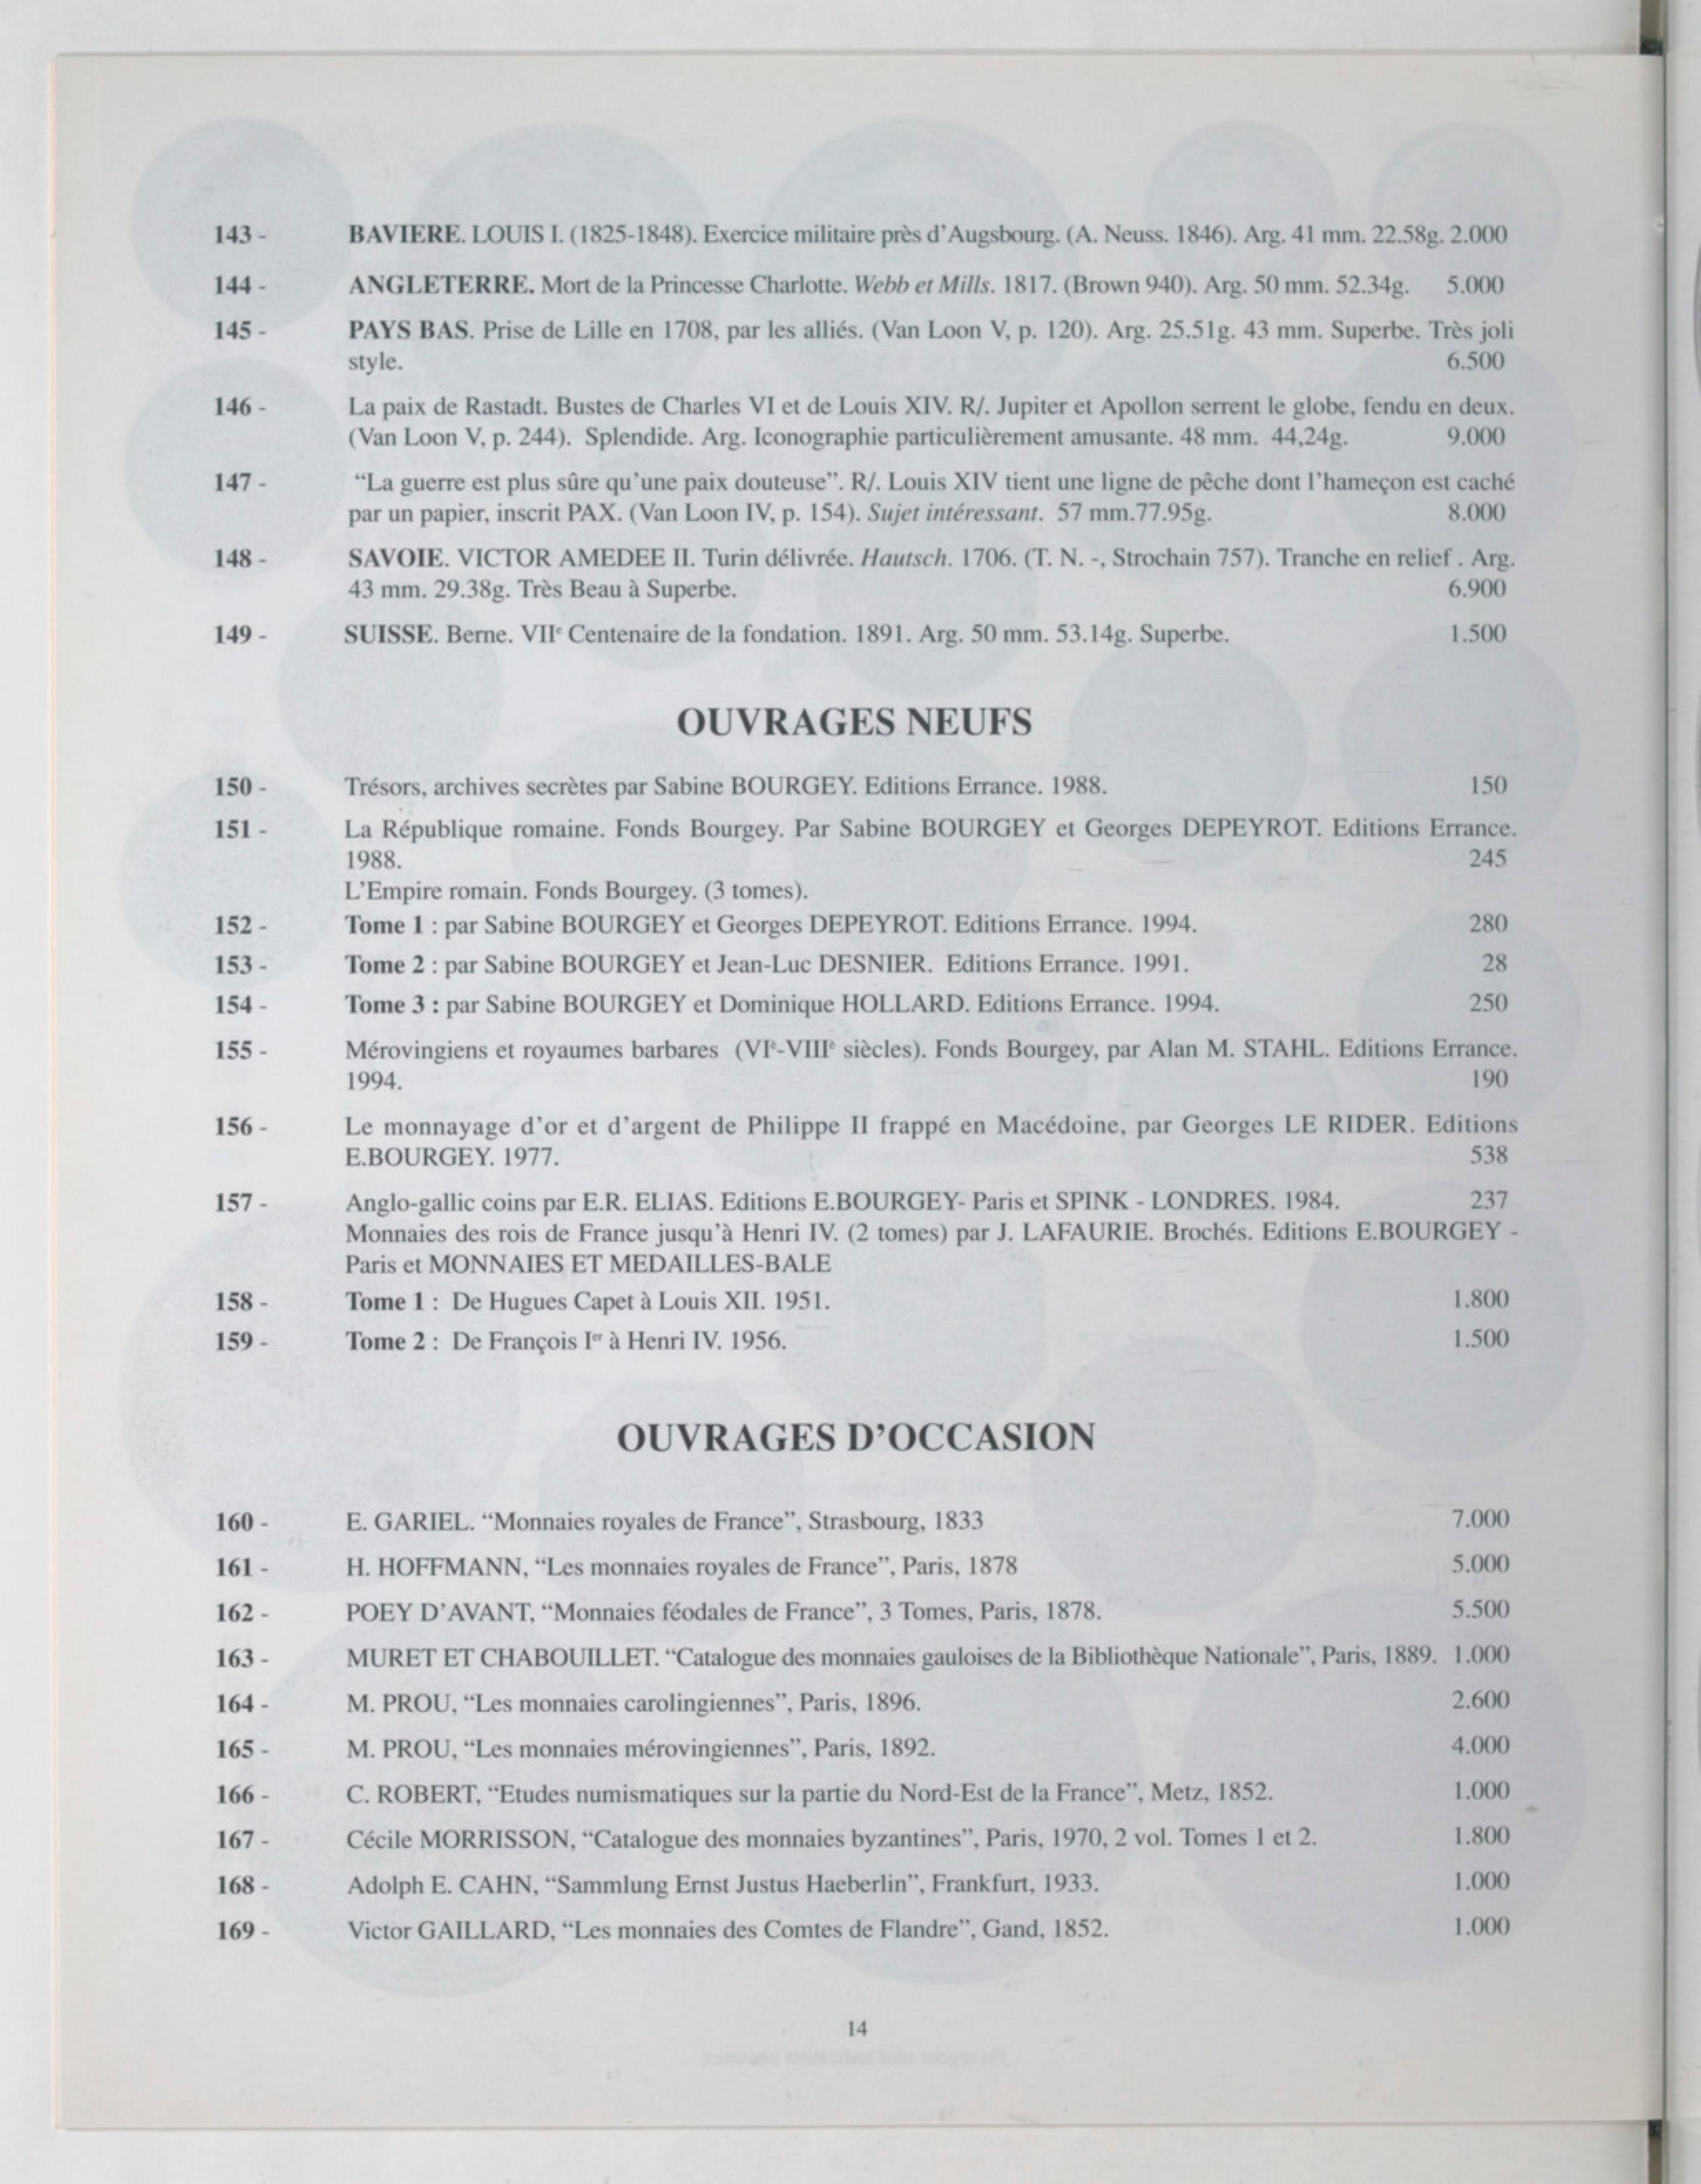 143 - BAVIERE. LOUIS I. (1825-1848). Exercice militaire près d'Augsbourg. (A. Neuss. 1846). Arg. 41 mm. 22.58g. 2.000
144 - ANGLETERRE. Mort de la Princesse Charlotte. Webb et Mills. 1817. (Brown 940). Arg. 50 mm. 52.34g. 5.000
145 - PAYS BAS. Prise de Lille en 1708, par les alliés. (Van Loon V, p. 120). Arg. 25.51g. 43 mm. Superbe. Très joli
style. 6.500
146 - La paix de Rastadt. Bustes de Charles VI et de Louis XIV. R/. Jupiter et Apollon serrent le globe, fendu en deux.
(Van Loon V, p. 244). Splendide. Arg. Iconographie particulièrement amusante. 48 mm. 44,24g. 9.000
147 - “La guerre est plus sûre qu'une paix douteuse”. R/. Louis XIV tient une ligne de pêche dont l'hameçon est caché
par un papier, inscrit PAX. (Van Loon IV, p. 154). Sujet intéressant. 57 mm.77.95g. 8.000
148 - SAVOIE. VICTOR AMEDEE II. Turin délivrée. Hautsch. 1706. (T. N. -, Strochain 757). Tranche en relief . Arg.
43 mm. 29.38g. Très Beau à Superbe. 6.900
149 - SUISSE. Berne. VIIe Centenaire de la fondation. 1891. Arg. 50 mm. 53.14g. Superbe. 1.500
OUVRAGES NEUFS
150 - Trésors, archives secrètes par Sabine BOURGEY. Editions Errance. 1988. 150
151 - La République romaine. Fonds Bourgey. Par Sabine BOURGEY et Georges DEPEYROT. Editions Errance.
1988. 245
L'Empire romain. Fonds Bourgey. (3 tomes).
152 - Tome 1 : par Sabine BOURGEY et Georges DEPEYROT. Editions Errance. 1994. 280
153 - Tome 2 : par Sabine BOURGEY et Jean-Luc DESNIER. Editions Errance. 1991. 28
154 - Tome 3 : par Sabine BOURGEY et Dominique HOLLARD. Editions Errance. 1994. 250
155 - Mérovingiens et royaumes barbares (VIe-VIIIe siècles). Fonds Bourgey, par Alan M. STAHL. Editions Errance.
1994. 190
156 - Le monnayage d'or et d'argent de Philippe II frappé en Macédoine, par Georges LE RIDER. Editions
E.BOURGEY. 1977. 538
157 - Anglo-gallic coins par E.R. ELIAS. Editions E.BOURGEY- Paris et SPINK - LONDRES. 1984. 237
Monnaies des rois de France jusqu'à Henri IV. (2 tomes) par J. LAFAURIE. Brochés. Editions E.BOURGEY -
Paris et MONNAIES ET MEDAILLES-BALE
158 - Tome 1 : De Hugues Capet à Louis XII. 1951. 1.800
159 - Tome 2 : De François Ier à Henri IV. 1956. 1.500
OUVRAGES D'OCCASION
160 - E. GARIEL. “Monnaies royales de France”, Strasbourg, 1833 7.000
161 - H. HOFFMANN, “Les monnaies royales de France”, Paris, 1878 5.000
162 - POEY D'AVANT, “Monnaies féodales de France”, 3 Tomes, Paris, 1878. 5.500
163 - MURET ET CHABOUILLET. “Catalogue des monnaies gauloises de la Bibliothèque Nationale”, Paris, 1889. 1.000
164 - M. PROU, “Les monnaies carolingiennes”, Paris, 1896. 2.600
165 - M. PROU, “Les monnaies mérovingiennes”, Paris, 1892. 4.000
166 - C. ROBERT, “Etudes numismatiques sur la partie du Nord-Est de la France”, Metz, 1852. 1.000
167 - Cécile MORRISSON, “Catalogue des monnaies byzantines”, Paris, 1970, 2 vol. Tomes 1 et 2. 1.800
168 - Adolph E. CAHN, “Sammlung Ernst Justus Haeberlin”, Frankfurt, 1933. 1.000
169 - Victor GAILLARD, “Les monnaies des Comtes de Flandre”, Gand, 1852. 1.000
14